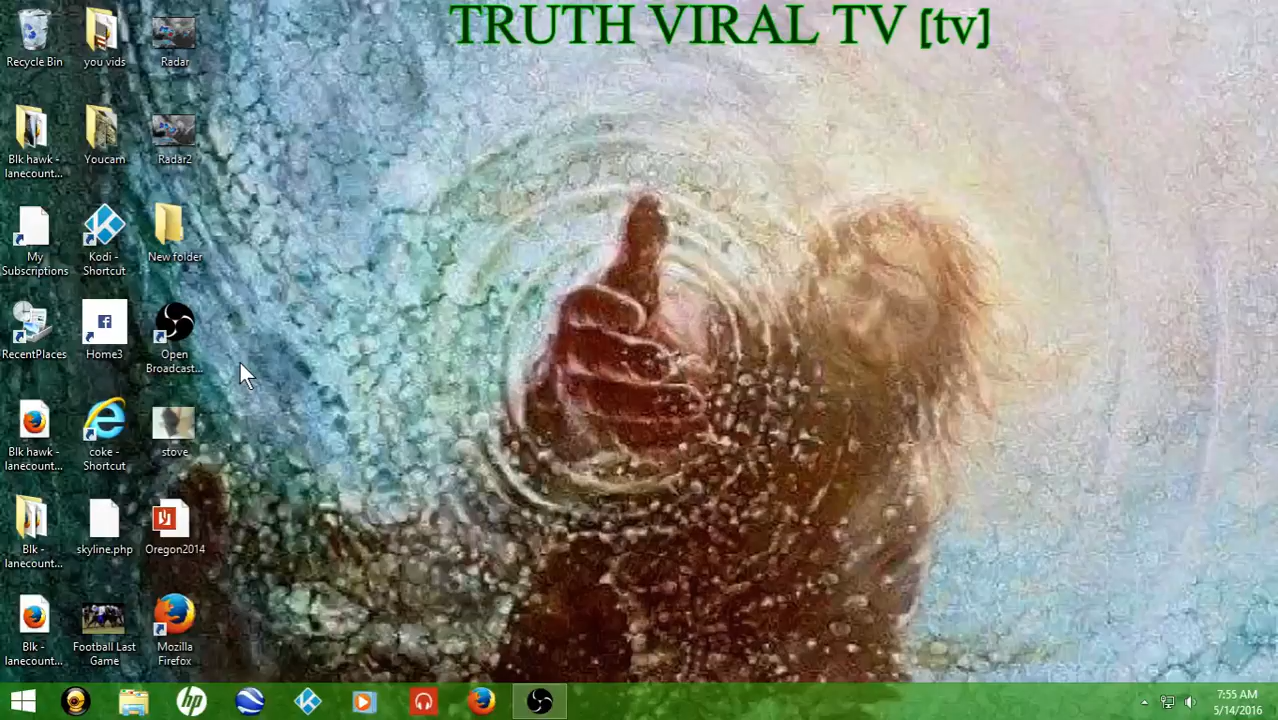 TRUTH VIRAL TV [tv]
Recycle Bin
you vids
Radar
Blk hawk -
lanecount...
Youcam
Radar2
My
Subscriptions
Kodi -
Shortcut
New folder
RecentPlaces
Home3
Open
Broadcast...
Blk hawk -
lanecount...
coke -
Shortcut
stove
Blk -
lanecount...
skyline.php
Oregon2014
Blk -
lanecount...
Football Last
Game
Mozilla
Firefox
hp
7:55 AM
5/14/2016